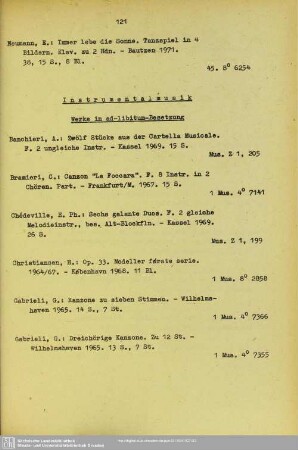 121
Neumann, E.: Immer lebe die Sonne. Tanzspiel in 4
Bildern. Klav. zu 2 Hdn. - Bautzen 1971.
38, 15 S., 8 Bl.
45. 8° 6254
Instrumentalmusik
Werke in ad-libitum-Besetzung
Banchieri, A.: Zwölf Stücke aus der Cartella Musicale.
F. 2 ungleiche Instr. - Kassel 1969. 15 S.
Mus. Z 1, 205
Bramieri, C.: Canzon "La Foccara". F. 8 Instr. in 2
Chören. Part. - Frankfurt/M. 1967. 15 S.
1 Mus. 4° 7141
Chédeville, E. Ph.: Sechs galante Duos. F. 2 gleiche
Melodieinstr., bes. Alt-Blockfln. - Kassel 1969.
26 S.
Mus. Z 1, 199
Christiansen, H.: Op. 33. Modeller første serie.
1964/67. - København 1968. 11 Bl.
1 Mus. 8° 2858
Gabrieli, G.: Kanzone zu sieben Stimmen. - Wilhelms-
haven 1965. 14 S., 7 St.
1 Mus. 4° 7366
Gabrieli, G.: Dreichörige Kanzone. Zu 12 St. -
Wilhelmshaven 1965. 13 S., 7 St.
1 Mus. 4° 7355